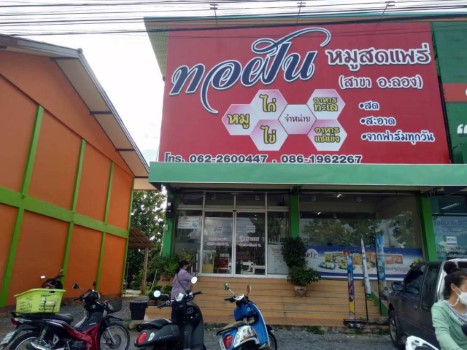 ทอฝัน
หมูสดแพร่
(สาขา อ.ลอง)
ไก่
หมู
ไข่
จำหน่าย
อาหาร
ทะเล
อาหาร
แช่แข็ง
•สด
•สะอาด
•จากฟาร์มทุกวัน
โทร. 062-2600447 , 086-1962267